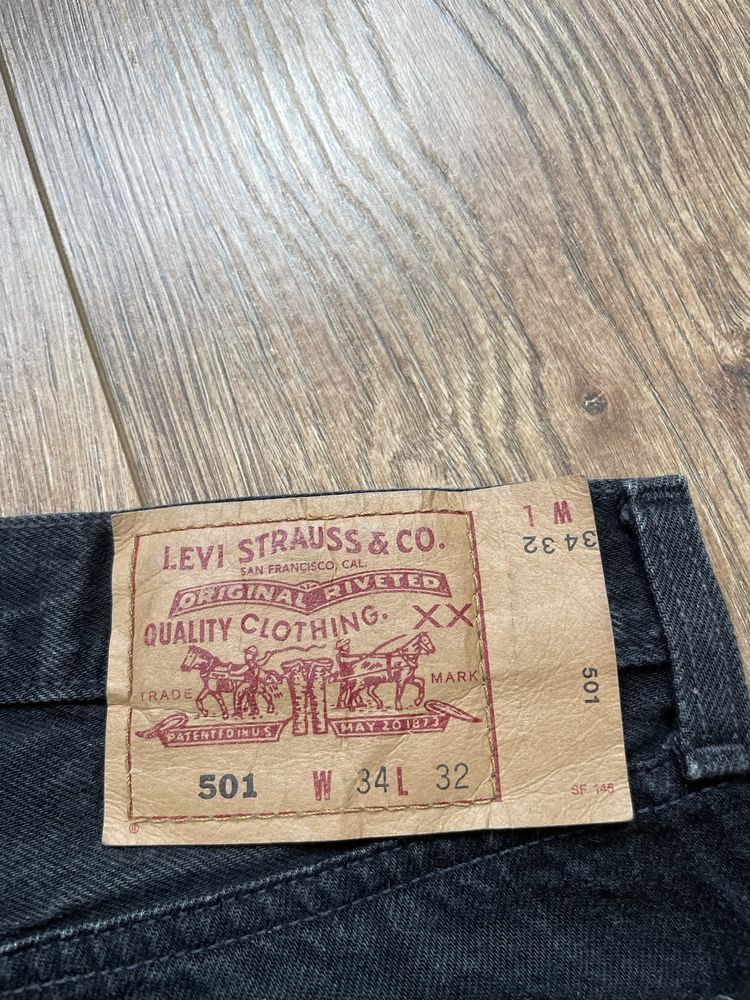 LEVI STRAUSS & CO.
SAN FRANCISCO, CAL.
ORIGINAL RIVETED
QUALITY CLOTHING. XX
TRADE MARK
PATENTED IN U.S. MAY 20 1873
501 W 34 L 32
®
W L
34 32
501
SF 145